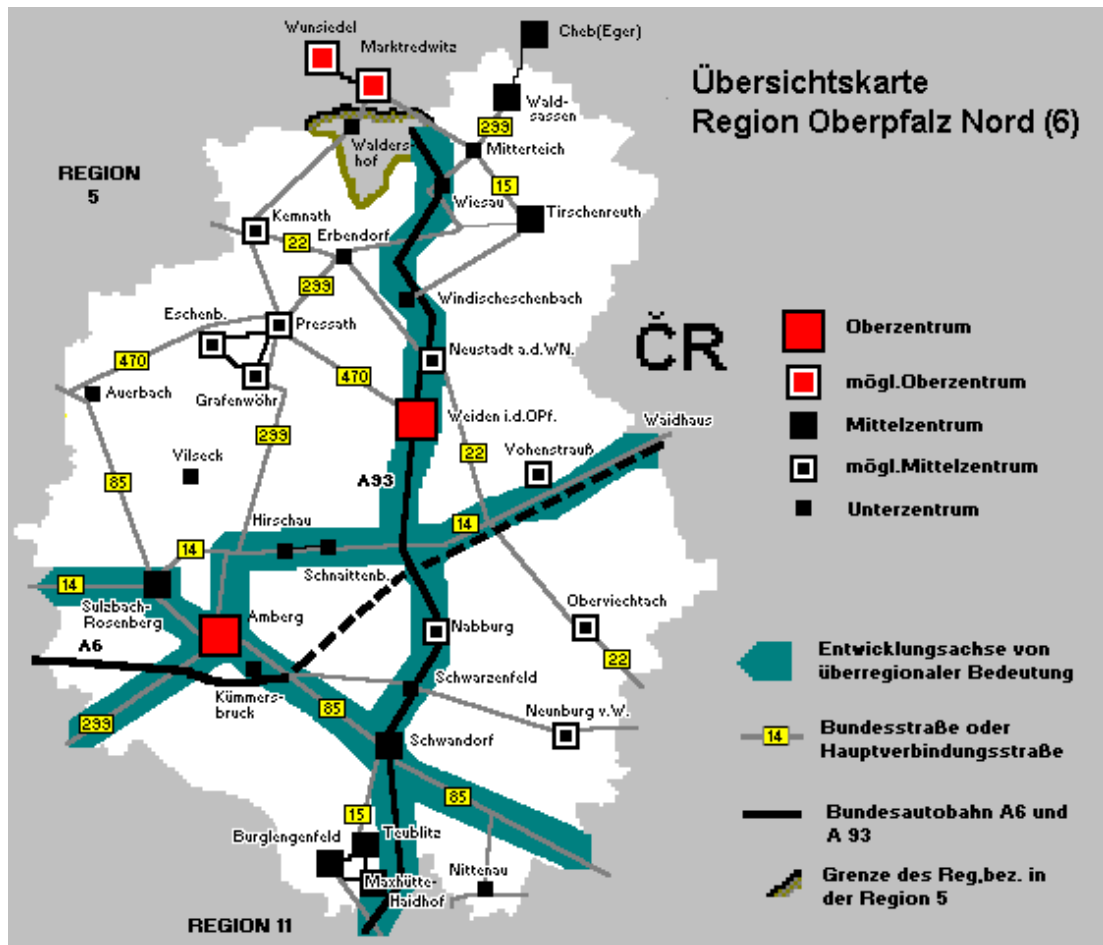 Übersichtskarte
Region Oberpfalz Nord (6)
Wunsiedel
Marktredwitz
Cheb(Eger)
Wald-
sassen
299
Walders-
hof
Mitterteich
REGION
5
15
Wiesau
Tirschenreuth
Kemnath
22
Erbendorf
299
Windischeschenbach
Eschenb.
Pressath
ČR
Neustadt a.d.WN.
470
470
Auerbach
Grafenwöhr
Weiden i.d.OPf.
Waidhaus
299
22
Vohenstrauß
Vilseck
85
A93
Hirschau
14
14
Schnaittenb.
14
Sulzbach-
Rosenberg
Amberg
Oberviechtach
Nabburg
A6
22
Kümmers-
bruck
Schwarzenfeld
85
Neunburg v.W.
299
Schwandorf
85
15
Burglengenfeld
Teublitz
Maxhütte-
Haidhof
Nittenau
REGION 11
Oberzentrum
mögl.Oberzentrum
Mittelzentrum
mögl.Mittelzentrum
Unterzentrum
Entwicklungsachse von
überregionaler Bedeutung
14
Bundesstraße oder
Hauptverbindungsstraße
Bundesautobahn A6 und
A 93
Grenze des Reg.bez. in
der Region 5